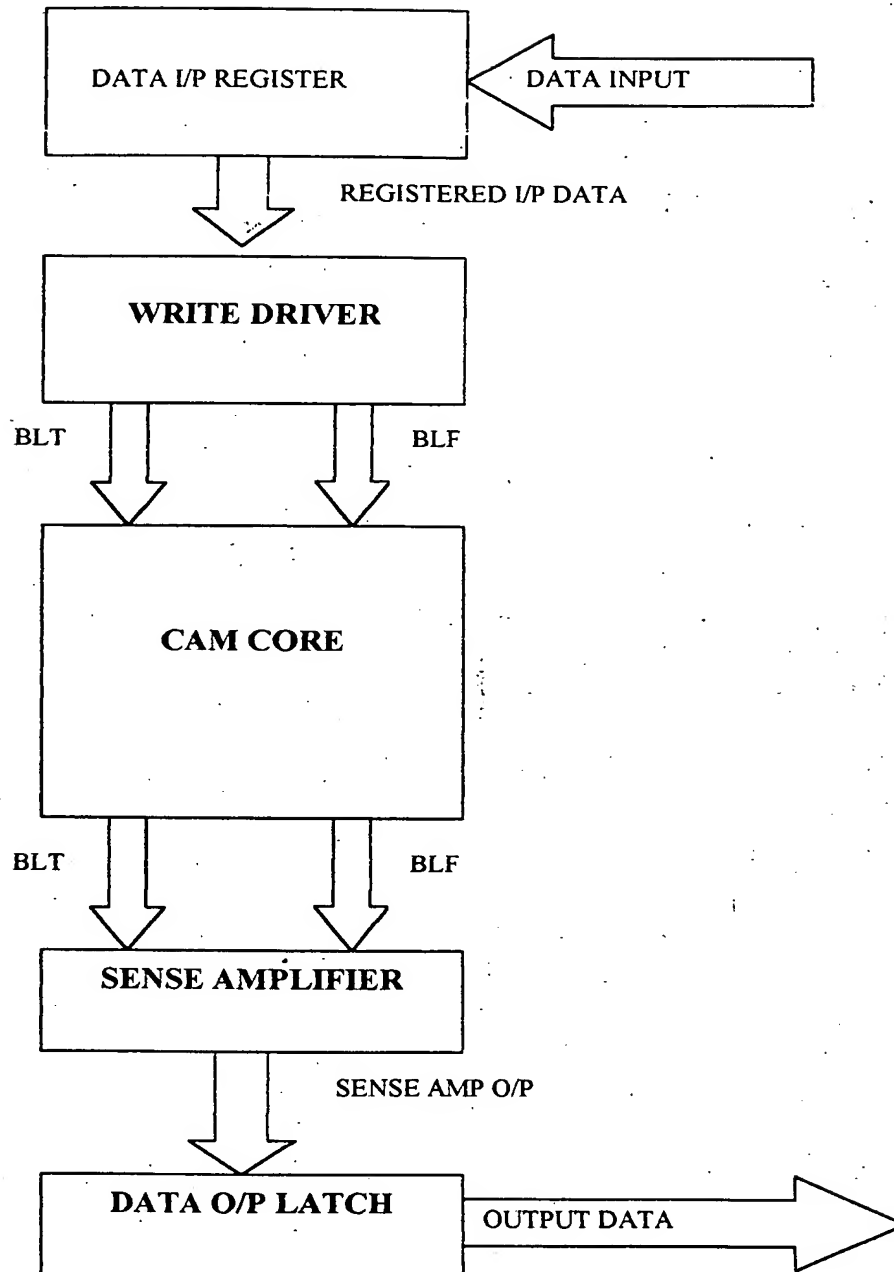 DATA I/P REGISTER
DATA INPUT
REGISTERED I/P DATA
WRITE DRIVER
BLT
BLF
CAM CORE
BLT
BLF
SENSE AMPLIFIER
SENSE AMP O/P
DATA O/P LATCH
OUTPUT DATA